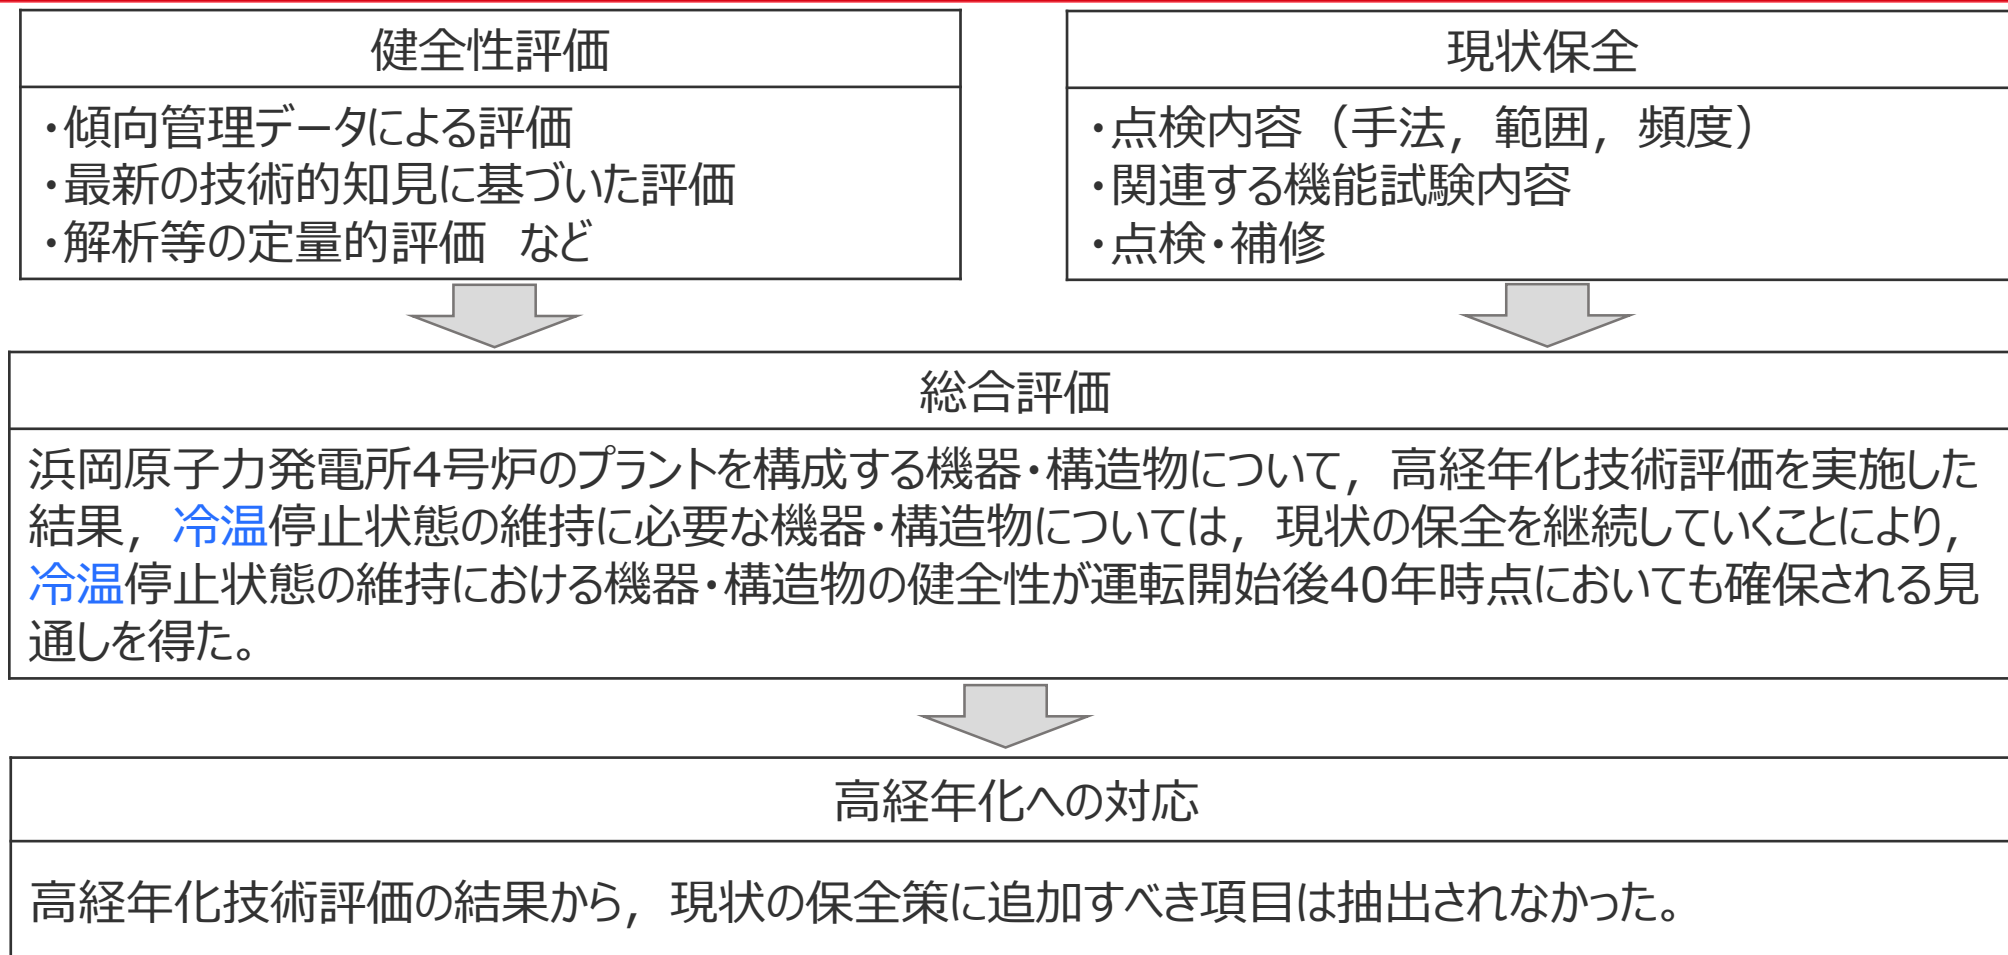 健全性評価
・傾向管理データによる評価
・最新の技術的知見に基づいた評価
・解析等の定量的評価　など
現状保全
・点検内容（手法，範囲，頻度）
・関連する機能試験内容
・点検・補修
総合評価
浜岡原子力発電所4号炉のプラントを構成する機器・構造物について，高経年化技術評価を実施した
結果，冷温停止状態の維持に必要な機器・構造物については，現状の保全を継続していくことにより，
冷温停止状態の維持における機器・構造物の健全性が運転開始後40年時点においても確保される見
通しを得た。
高経年化への対応
高経年化技術評価の結果から，現状の保全策に追加すべき項目は抽出されなかった。